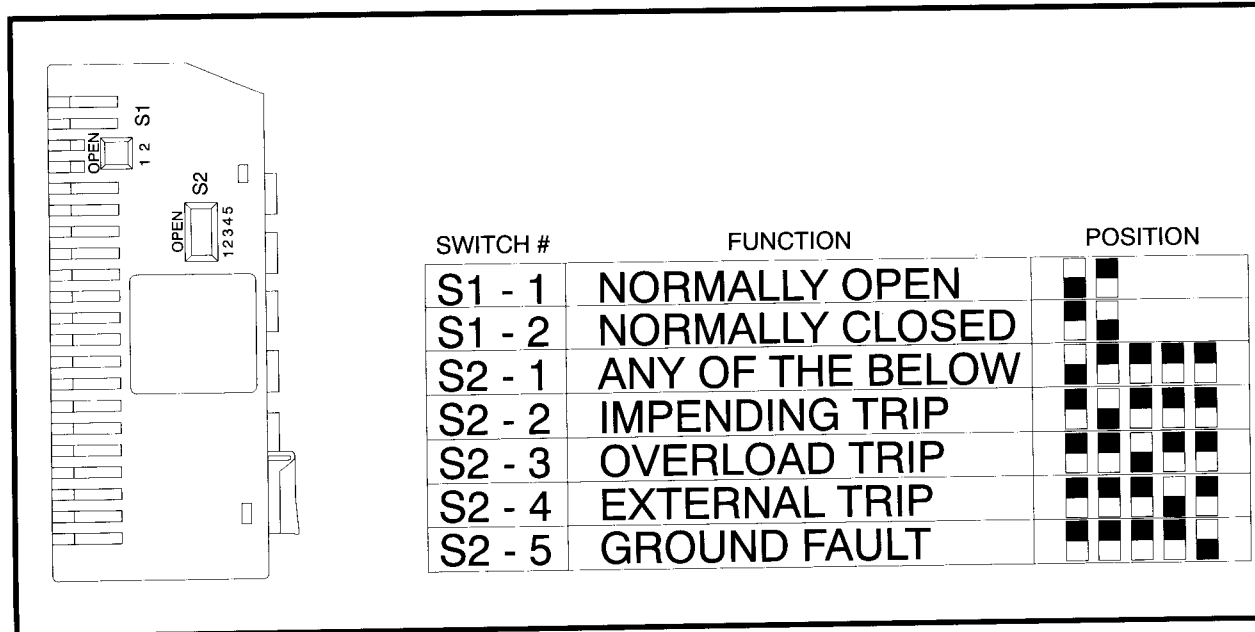 OPEN
1 2
S1
OPEN
12345
S2
SWITCH # FUNCTION POSITION
S1 - 1 NORMALLY OPEN
S1 - 2 NORMALLY CLOSED
S2 - 1 ANY OF THE BELOW
S2 - 2 IMPENDING TRIP
S2 - 3 OVERLOAD TRIP
S2 - 4 EXTERNAL TRIP
S2 - 5 GROUND FAULT